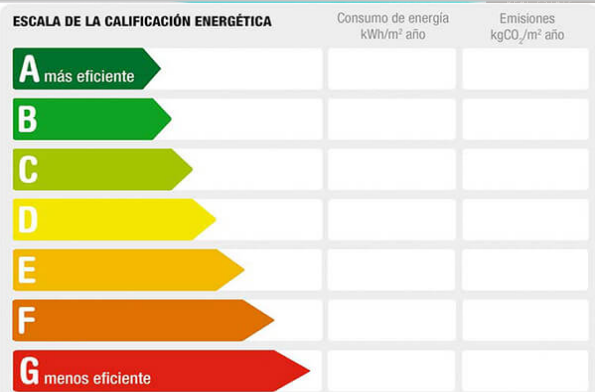 ESCALA DE LA CALIFICACIÓN ENERGÉTICA
Consumo de energía
kWh/m² año
Emisiones
kgCO₂/m² año
A más eficiente
B
C
D
E
F
G menos eficiente